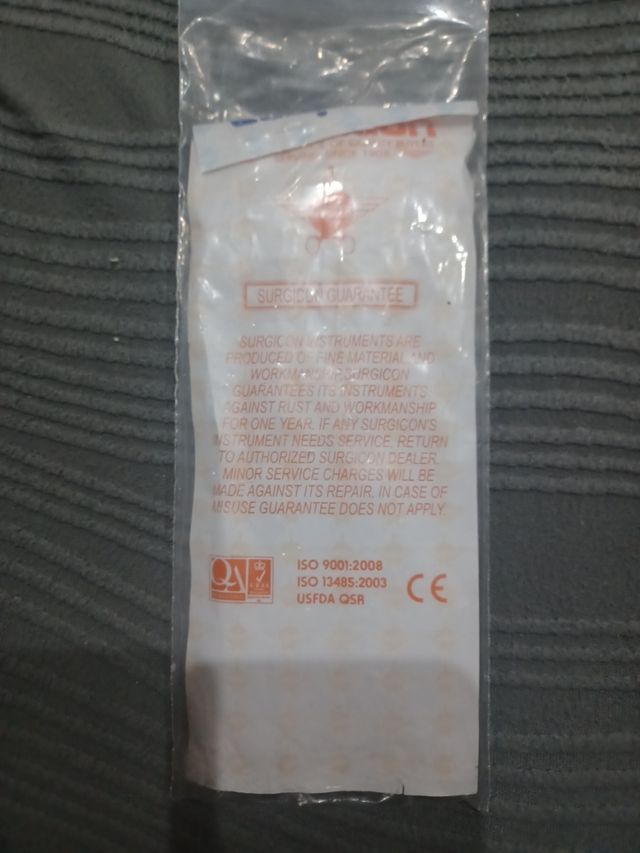 SURGICON GUARANTEE
SURGICON INSTRUMENTS ARE
PRODUCED OF FINE MATERIAL AND
WORKMANSHIP.SURGICON
GUARANTEES ITS INSTRUMENTS
AGAINST RUST AND WORKMANSHIP
FOR ONE YEAR. IF ANY SURGICON'S
INSTRUMENT NEEDS SERVICE, RETURN
TO AUTHORIZED SURGICON DEALER.
MINOR SERVICE CHARGES WILL BE
MADE AGAINST ITS REPAIR. IN CASE OF
MISUSE GUARANTEE DOES NOT APPLY.
QA
ISO 9001:2008
ISO 13485:2003
USFDA QSR
CE